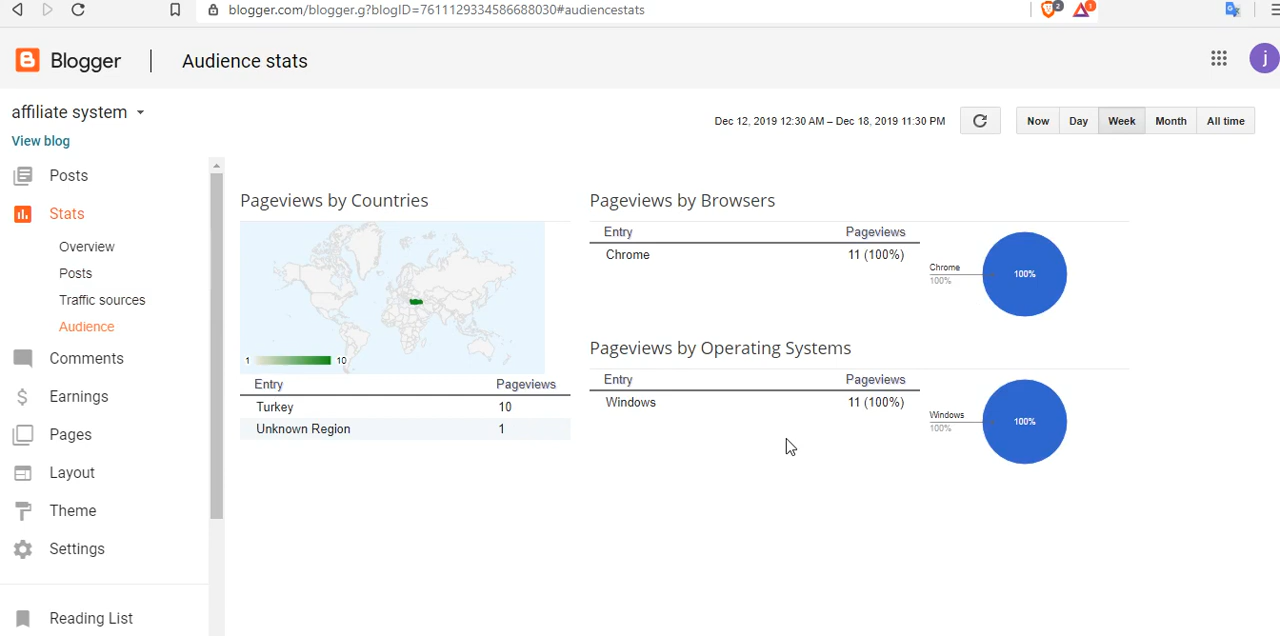 blogger.com/blogger.g?blogID=7611129334586688030#audiencestats
2
1
Blogger
Audience stats
j
affiliate system
Dec 12, 2019 12:30 AM – Dec 18, 2019 11:30 PM
Now
Day
Week
Month
All time
View blog
Posts
Stats
Overview
Posts
Traffic sources
Audience
Comments
Earnings
Pages
Layout
Theme
Settings
Reading List
Pageviews by Countries
1
10
Entry Pageviews
Turkey 10
Unknown Region 1
Pageviews by Browsers
Entry Pageviews
Chrome 11 (100%)
Chrome
100%
100%
Pageviews by Operating Systems
Entry Pageviews
Windows 11 (100%)
Windows
100%
100%